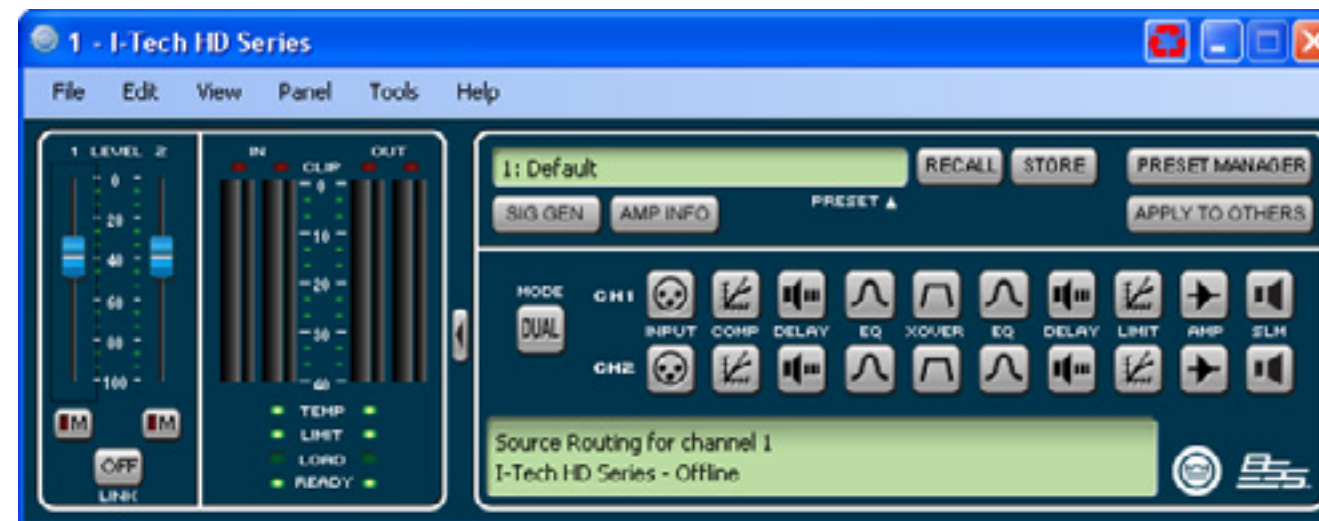 1 - I-Tech HD Series
File Edit View Panel Tools Help
1 LEVEL 2
0
20
40
60
80
100
M M
OFF
LINK
IN OUT
CLIP
0
10
20
30
40
TEMP
LIMIT
LOAD
READY
1: Default
RECALL STORE PRESET MANAGER
PRESET
SIG GEN AMP INFO APPLY TO OTHERS
MODE
DUAL
CH1
INPUT COMP DELAY EQ XOVER EQ DELAY LIMIT AMP SLM
CH2
Source Routing for channel 1
I-Tech HD Series - Offline
BSS